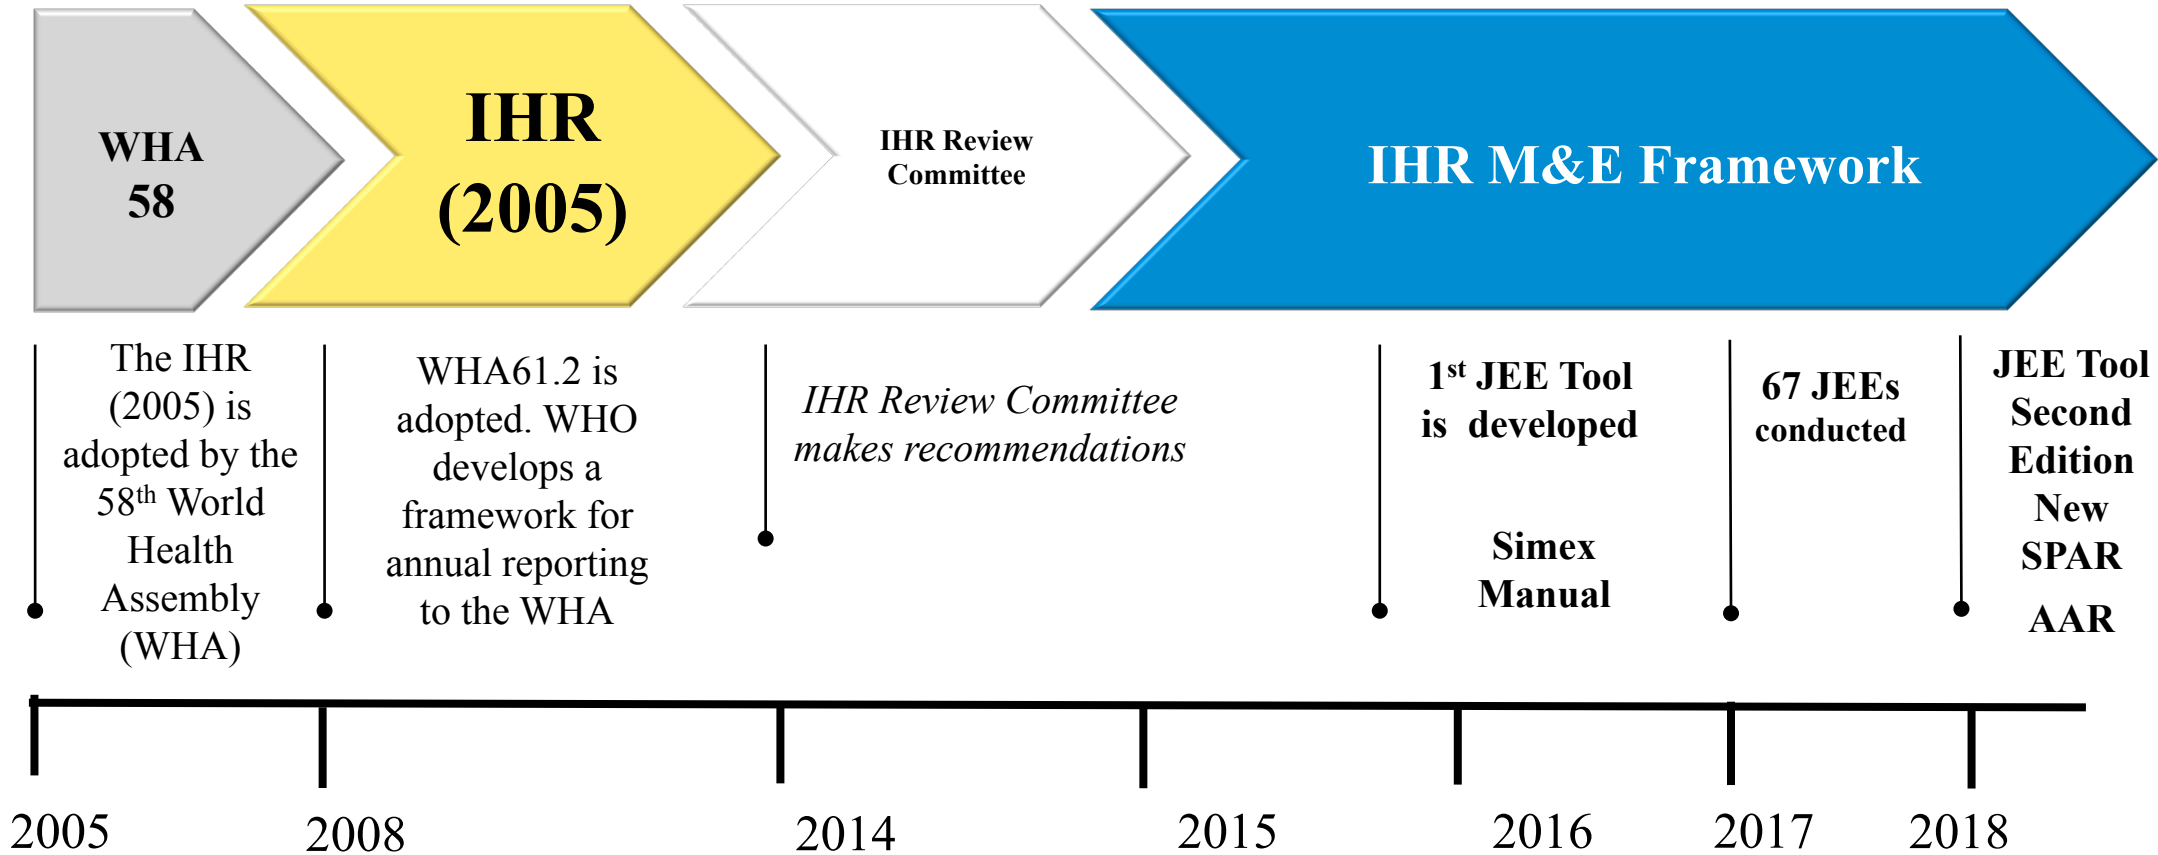 WHA
58
IHR
(2005)
IHR Review
Committee
IHR M&E Framework
The IHR
(2005) is
adopted by the
58th World
Health
Assembly
(WHA)
WHA61.2 is
adopted. WHO
develops a
framework for
annual reporting
to the WHA
IHR Review Committee
makes recommendations
1st JEE Tool
is developed
Simex
Manual
67 JEEs
conducted
JEE Tool
Second
Edition
New
SPAR
AAR
2005
2008
2014
2015
2016
2017
2018